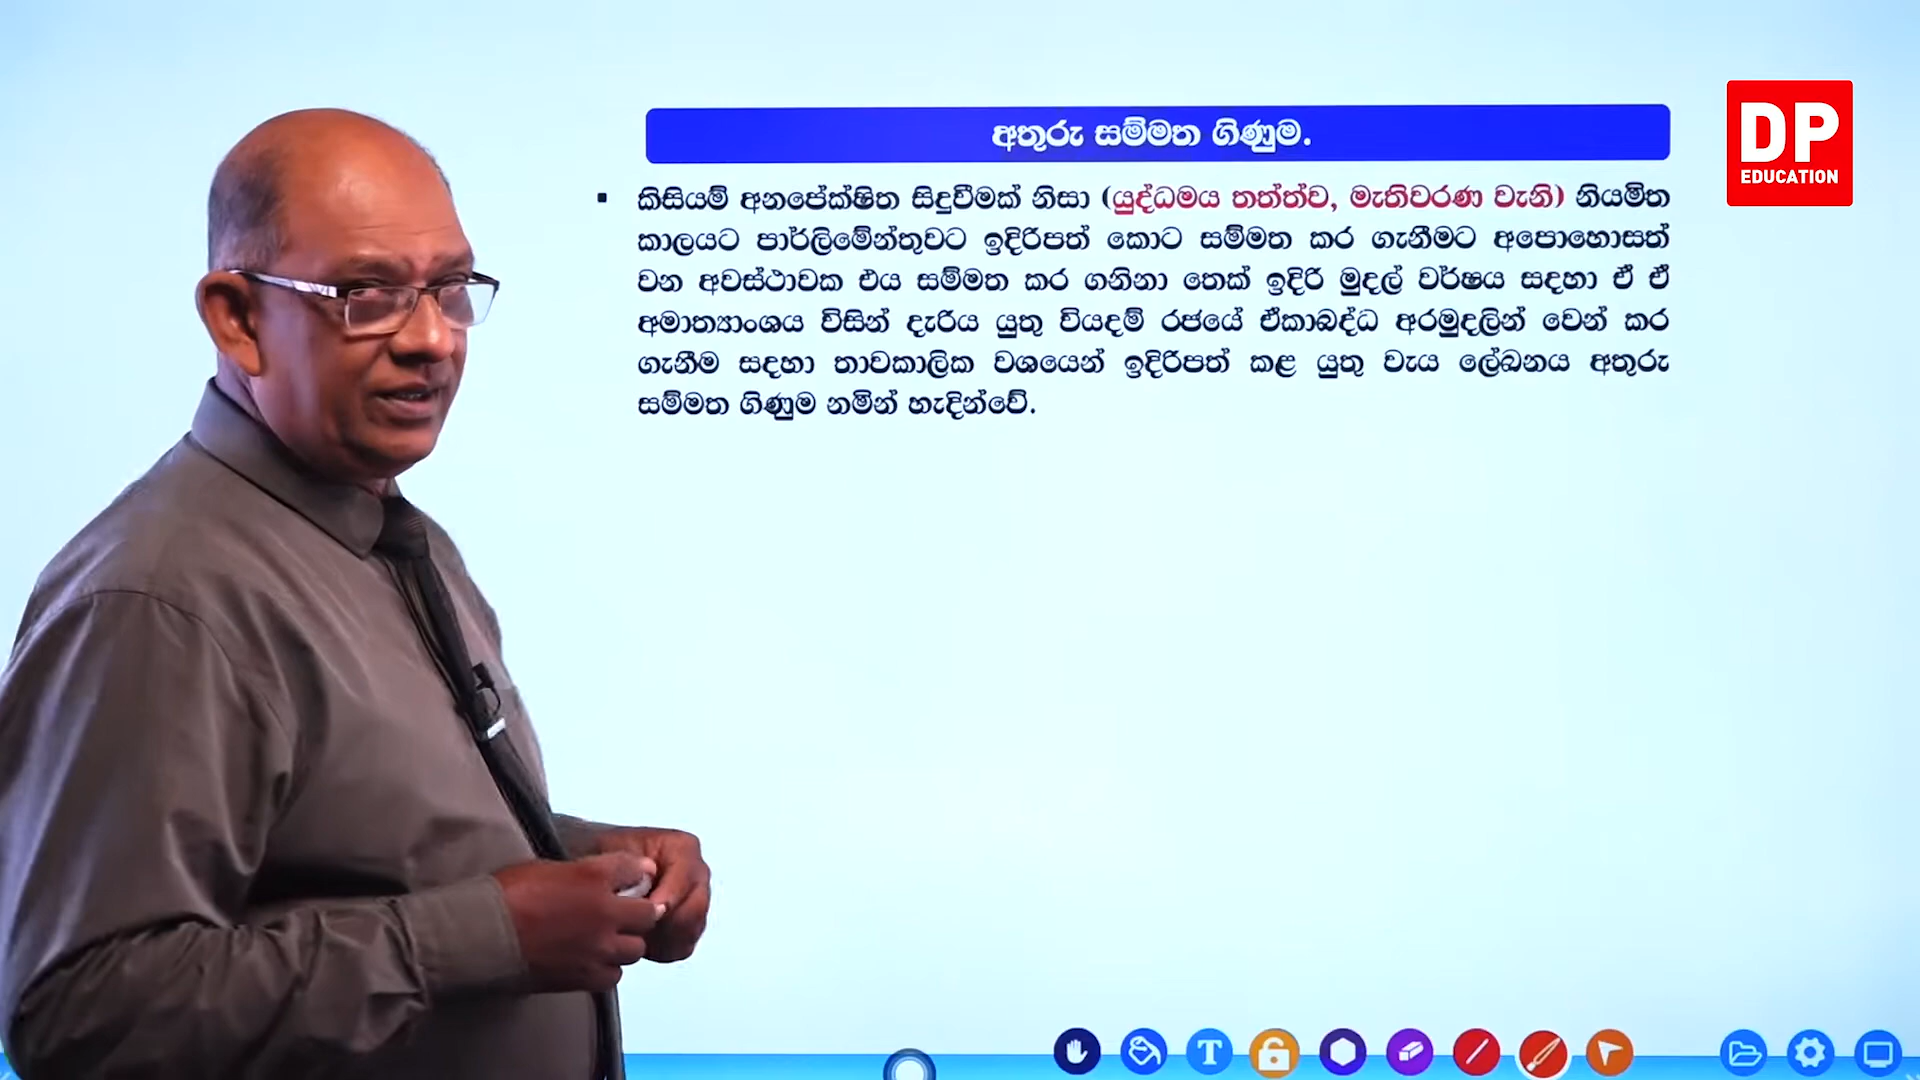 අතුරු සම්මත ගිණුම.
DP
EDUCATION
▪ කිසියම් අනපේක්ෂිත සිදුවීමක් නිසා (යුද්ධමය තත්ත්ව, මැතිවරණ වැනි) නියමිත
කාලයට පාර්ලිමේන්තුවට ඉදිරිපත් කොට සම්මත කර ගැනීමට අපොහොසත්
වන අවස්ථාවක එය සම්මත කර ගනිනා තෙක් ඉදිරි මුදල් වර්ෂය සදහා ඒ ඒ
අමාත්‍යාංශය විසින් දැරිය යුතු වියදම් රජයේ ඒකාබද්ධ අරමුදලින් වෙන් කර
ගැනීම සදහා තාවකාලික වශයෙන් ඉදිරිපත් කළ යුතු වැය ලේඛනය අතුරු
සම්මත ගිණුම නමින් හැදින්වේ.
T